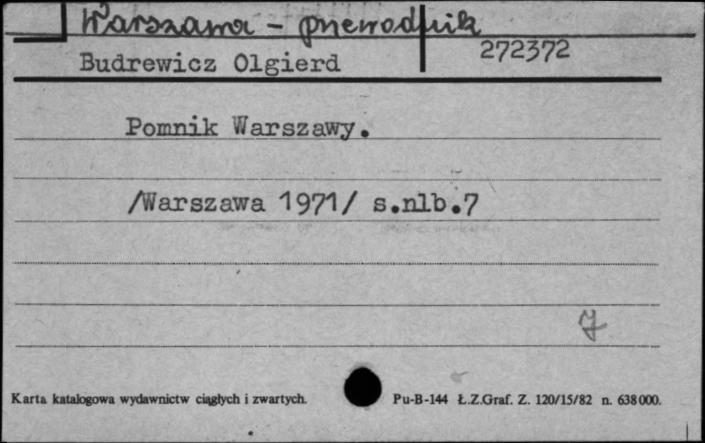 Warszawa - przewodnik
Budrewicz Olgierd 272372
Pomnik Warszawy.
/Warszawa 1971/ s.nlb.7
J
Karta katalogowa wydawnictw ciągłych i zwartych. Pu-B-144 Ł.Z.Graf. Z. 120/15/82 n. 638000.